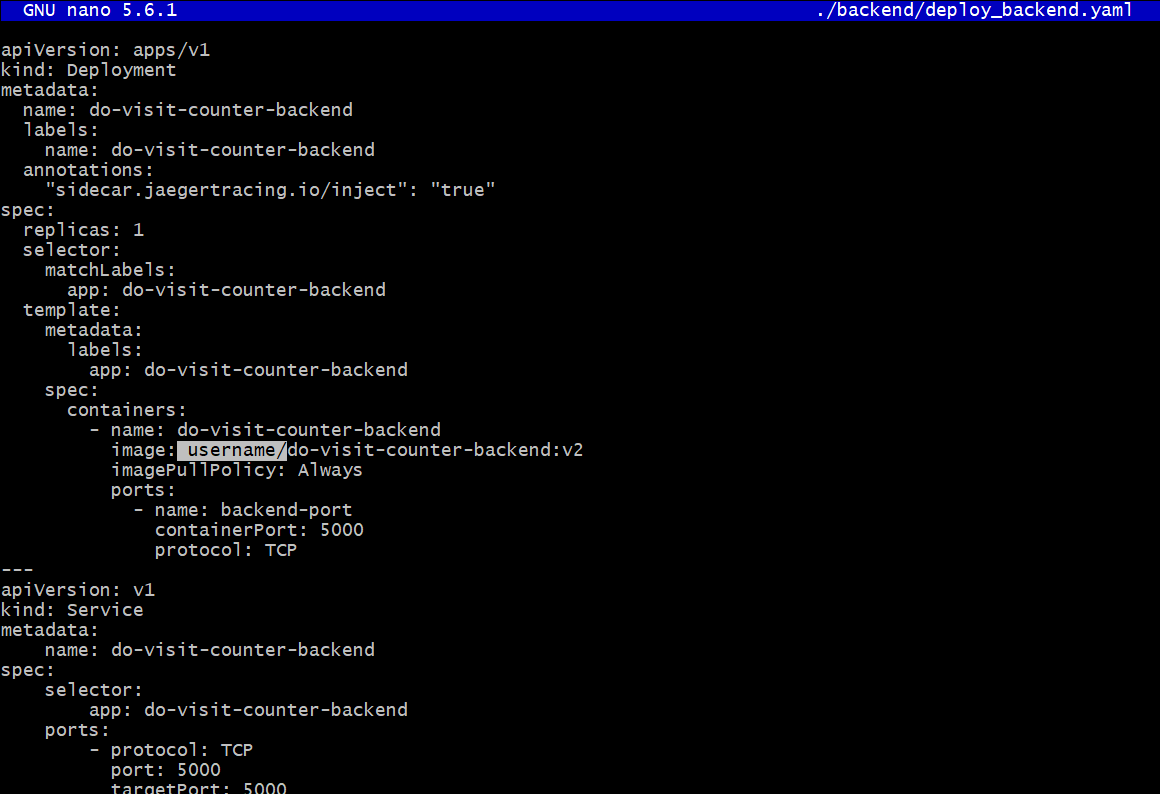 GNU nano 5.6.1 ./backend/deploy_backend.yaml
apiVersion: apps/v1
kind: Deployment
metadata:
  name: do-visit-counter-backend
  labels:
    name: do-visit-counter-backend
  annotations:
    "sidecar.jaegertracing.io/inject": "true"
spec:
  replicas: 1
  selector:
    matchLabels:
      app: do-visit-counter-backend
  template:
    metadata:
      labels:
        app: do-visit-counter-backend
    spec:
      containers:
        - name: do-visit-counter-backend
          image: username/do-visit-counter-backend:v2
          imagePullPolicy: Always
          ports:
            - name: backend-port
              containerPort: 5000
              protocol: TCP
---
apiVersion: v1
kind: Service
metadata:
    name: do-visit-counter-backend
spec:
    selector:
        app: do-visit-counter-backend
    ports:
        - protocol: TCP
          port: 5000
          targetPort: 5000